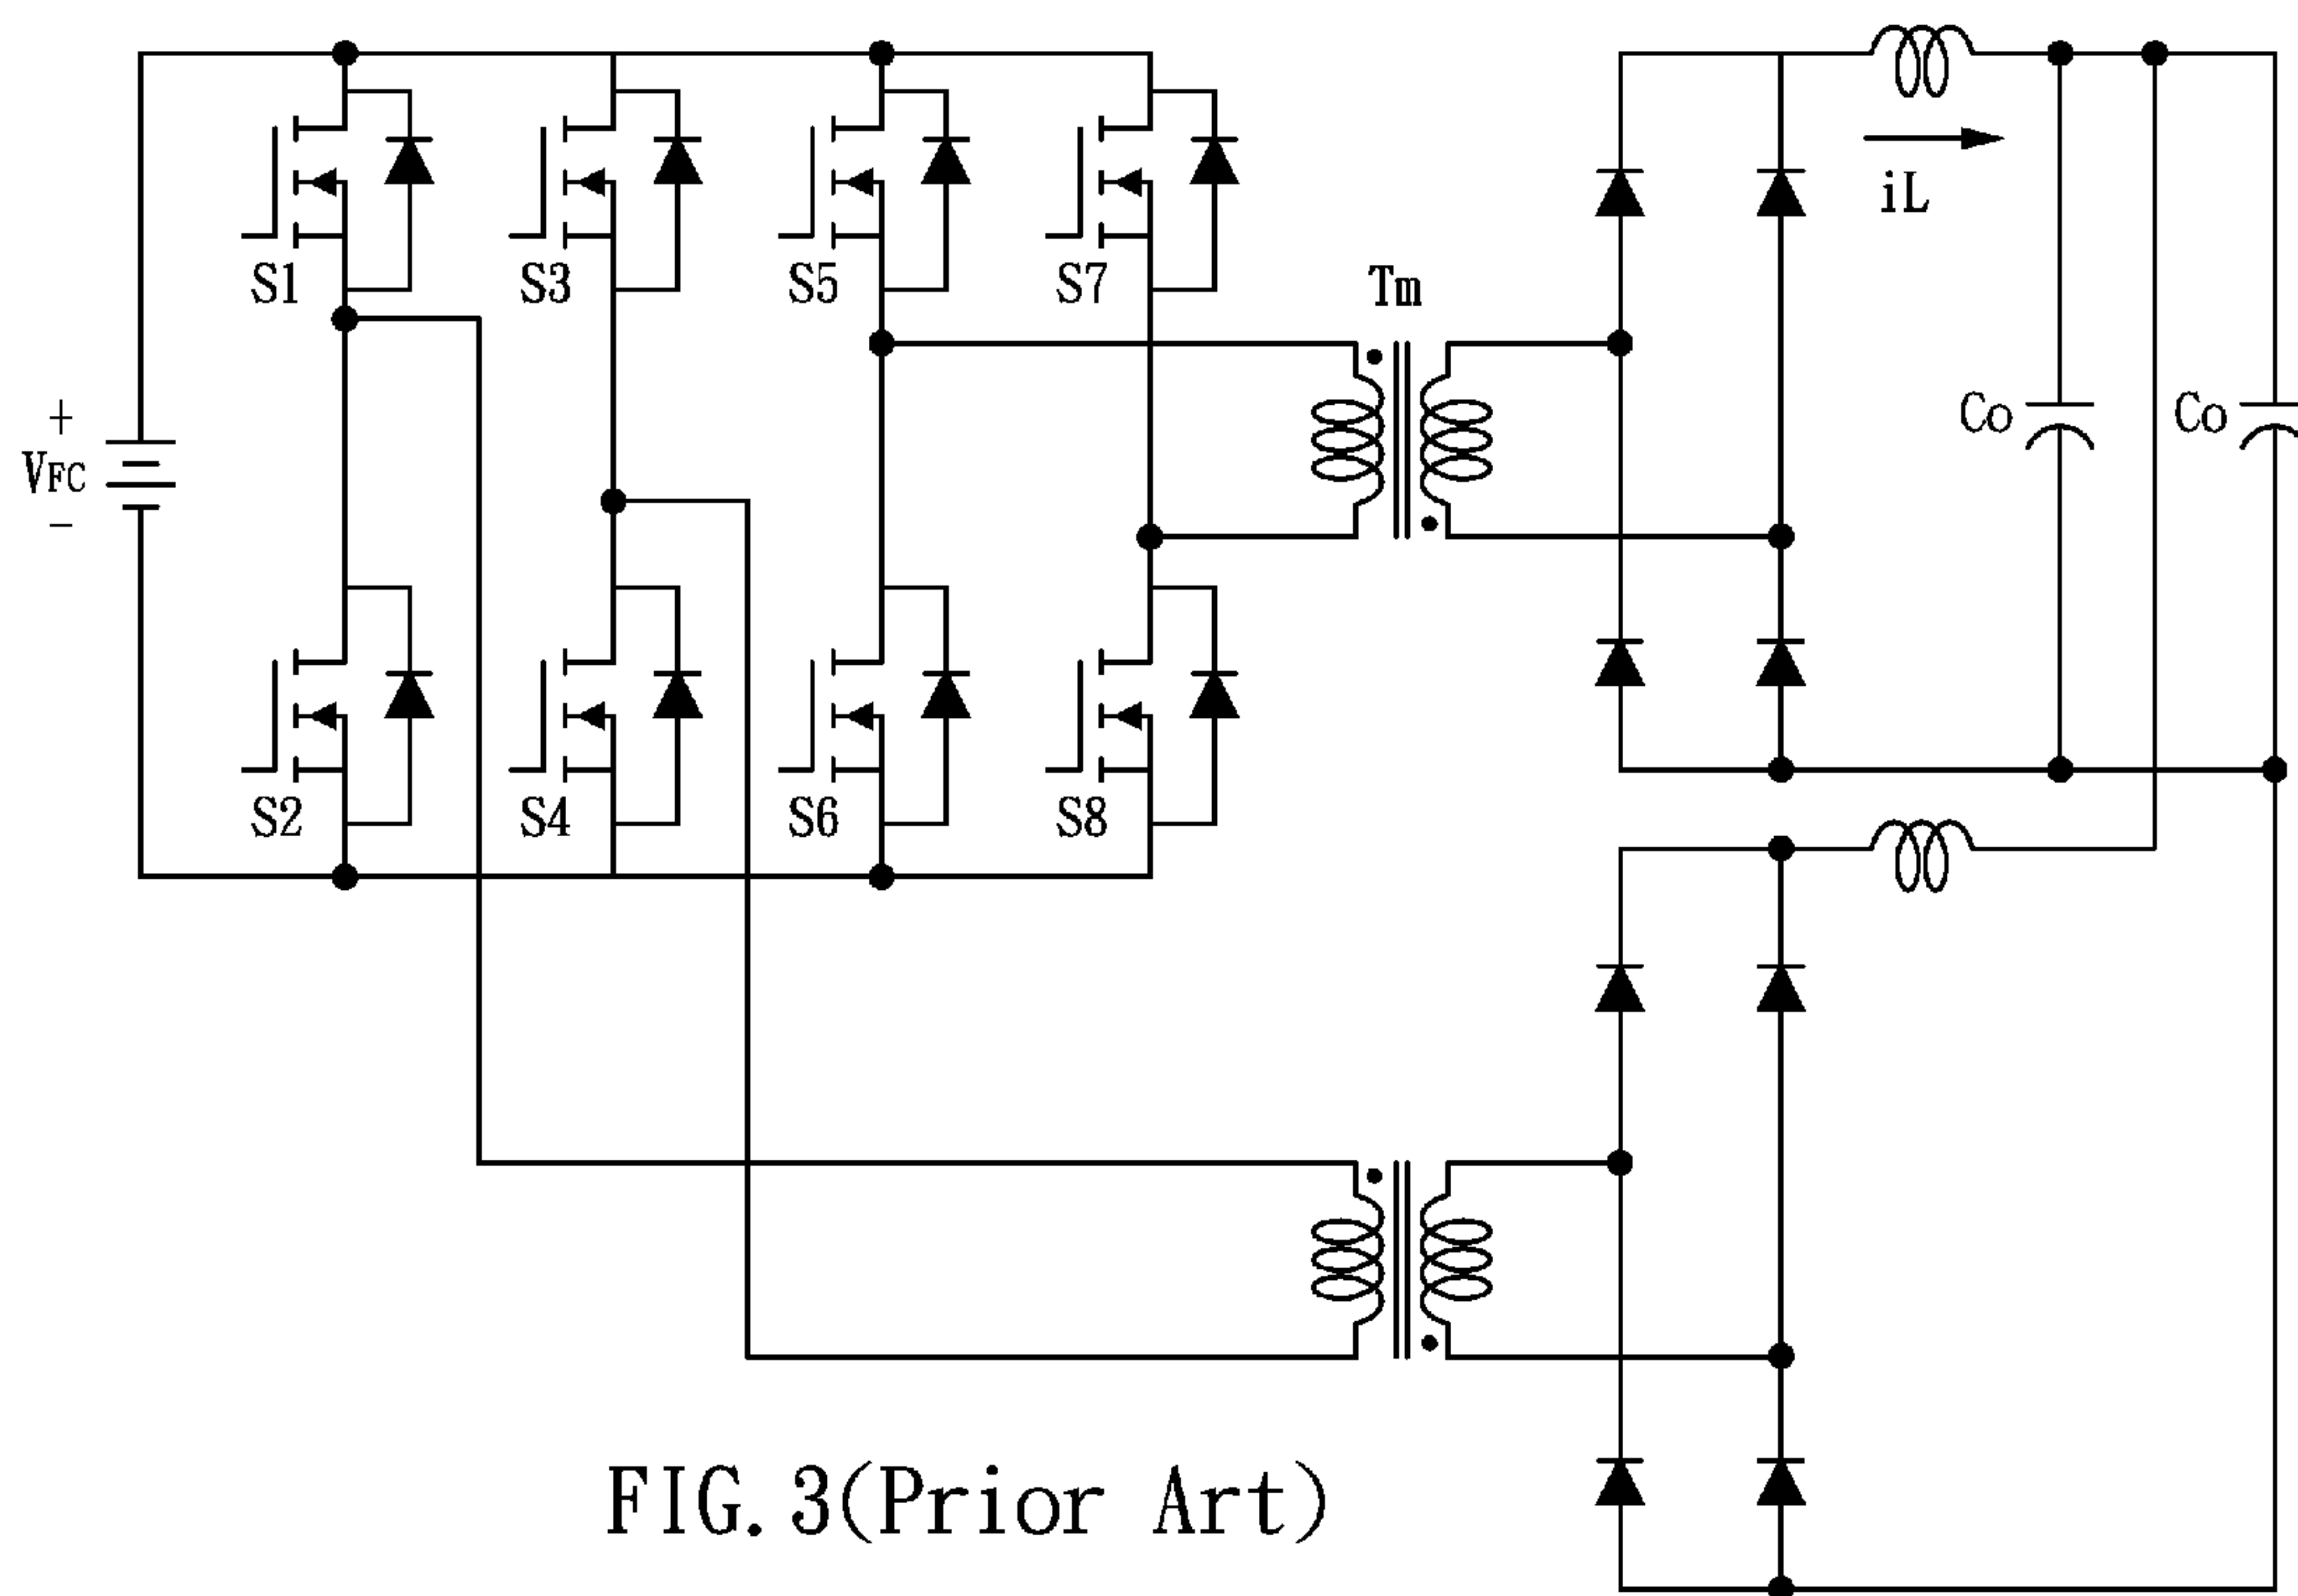 iL
S1 S3 S5 S7
Tm
+
VFC
−
Co Co
S2 S4 S6 S8
FIG. 3(Prior Art)